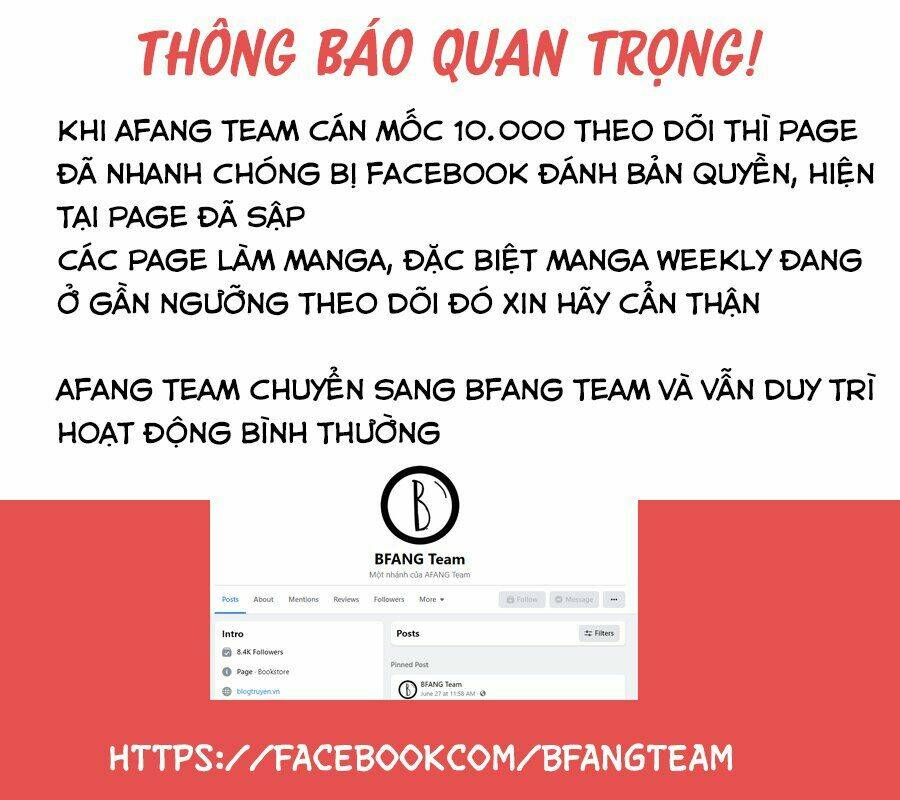 THÔNG BÁO QUAN TRỌNG!
KHI AFANG TEAM CÁN MỐC 10.000 THEO DÕI THÌ PAGE
ĐÃ NHANH CHÓNG BỊ FACEBOOK ĐÁNH BẢN QUYỀN, HIỆN
TẠI PAGE ĐÃ SẬP
CÁC PAGE LÀM MANGA, ĐẶC BIỆT MANGA WEEKLY ĐANG
Ở GẦN NGƯỠNG THEO DÕI ĐÓ XIN HÃY CẨN THẬN
AFANG TEAM CHUYỂN SANG BFANG TEAM VÀ VẪN DUY TRÌ
HOẠT ĐỘNG BÌNH THƯỜNG
B
BFANG Team
Một nhánh của AFANG Team
Posts About Mentions Reviews Followers More Follow Message
Intro
8.4K Followers
Page · Bookstore
blogtruyen.vn
Posts Filters
Pinned Post
B
BFANG Team
June 27 at 11:58 AM ·
HTTPS://FACEBOOKCOM/BFANGTEAM